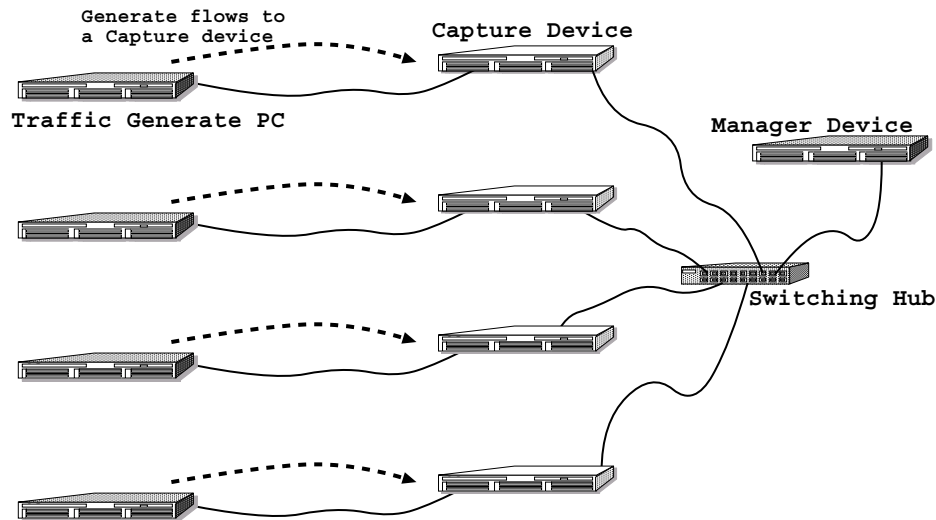 Generate flows to
a Capture device
Capture Device
Traffic Generate PC
Manager Device
Switching Hub